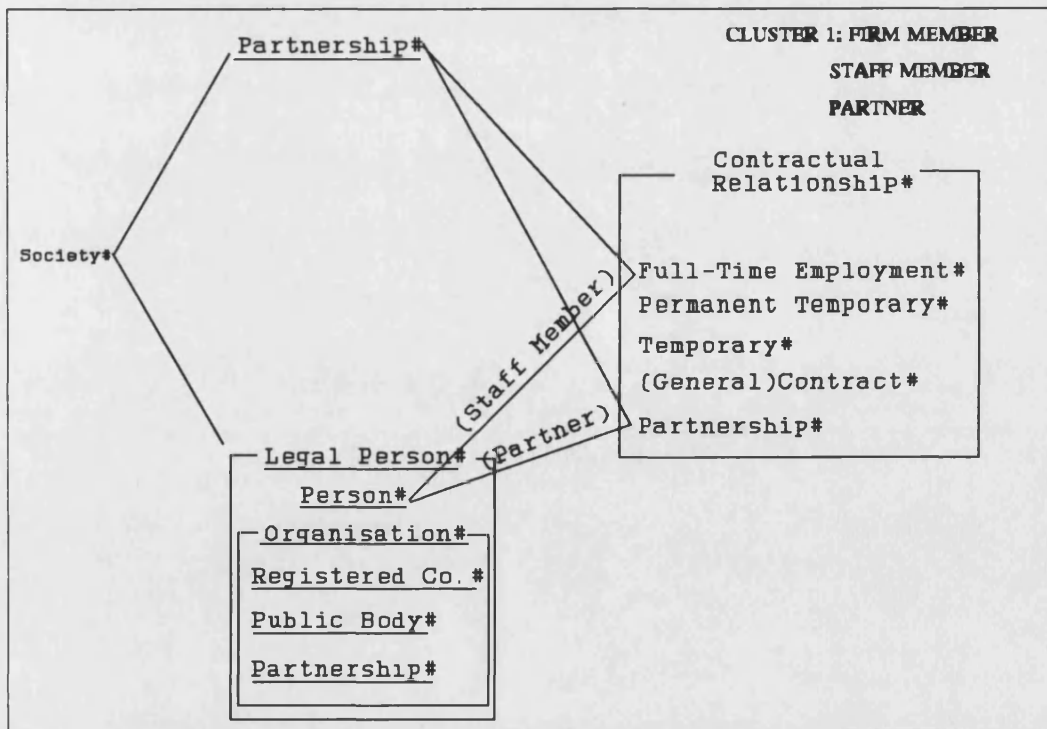 Partnership#
CLUSTER 1: FIRM MEMBER
STAFF MEMBER
PARTNER
Contractual
Relationship#
Society#
Full-Time Employment#
Permanent Temporary#
Temporary#
(General)Contract#
Partnership#
(Staff Member)
(Partner)
Legal Person#
Person#
Organisation#
Registered Co.#
Public Body#
Partnership#